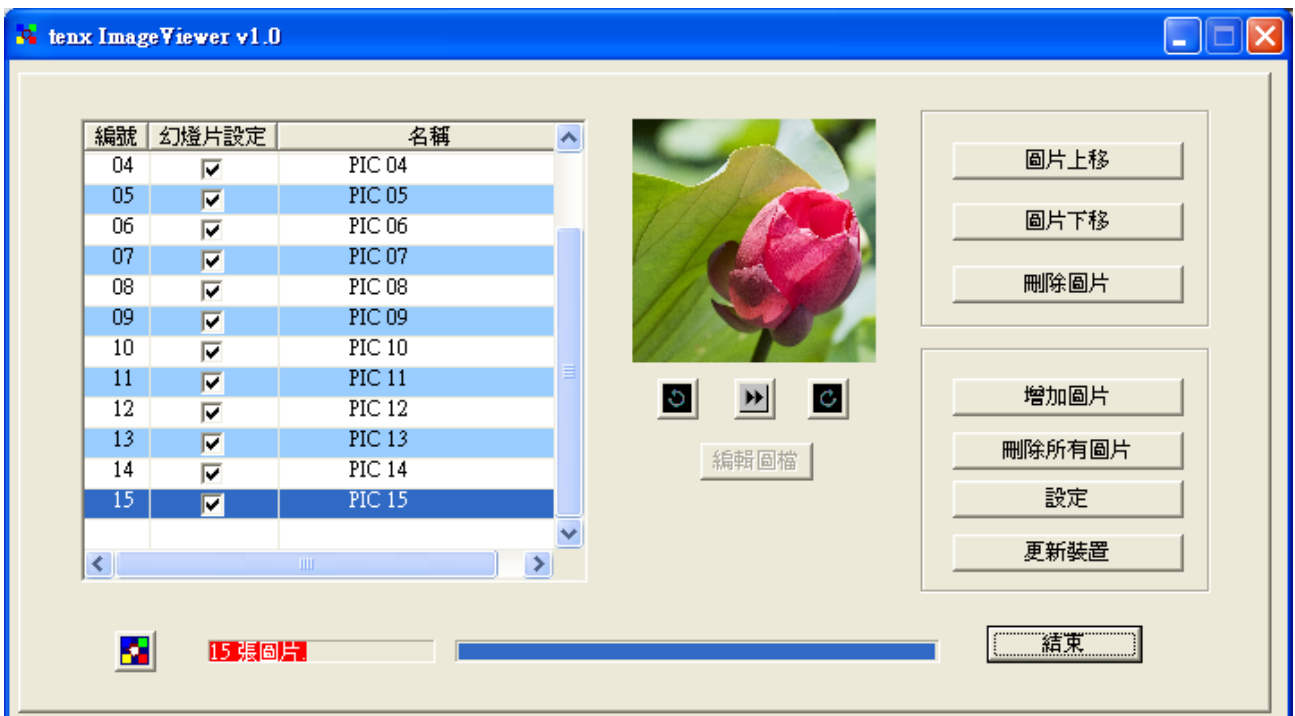 tenx ImageViewer v1.0
編號 幻燈片設定 名稱
04 PIC 04
05 PIC 05
06 PIC 06
07 PIC 07
08 PIC 08
09 PIC 09
10 PIC 10
11 PIC 11
12 PIC 12
13 PIC 13
14 PIC 14
15 PIC 15
編輯圖檔
圖片上移
圖片下移
刪除圖片
增加圖片
刪除所有圖片
設定
更新裝置
15 張圖片.
結束